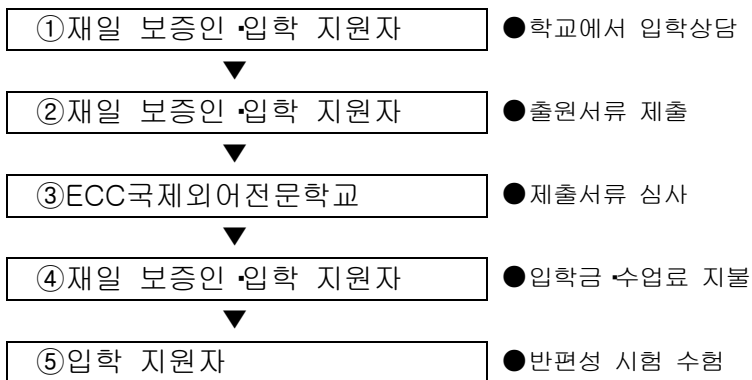 ①재일 보증인·입학 지원자 ●학교에서 입학상담
▼
②재일 보증인·입학 지원자 ●출원서류 제출
▼
③ECC국제외어전문학교 ●제출서류 심사
▼
④재일 보증인·입학 지원자 ●입학금·수업료 지불
▼
⑤입학 지원자 ●반편성 시험 수험